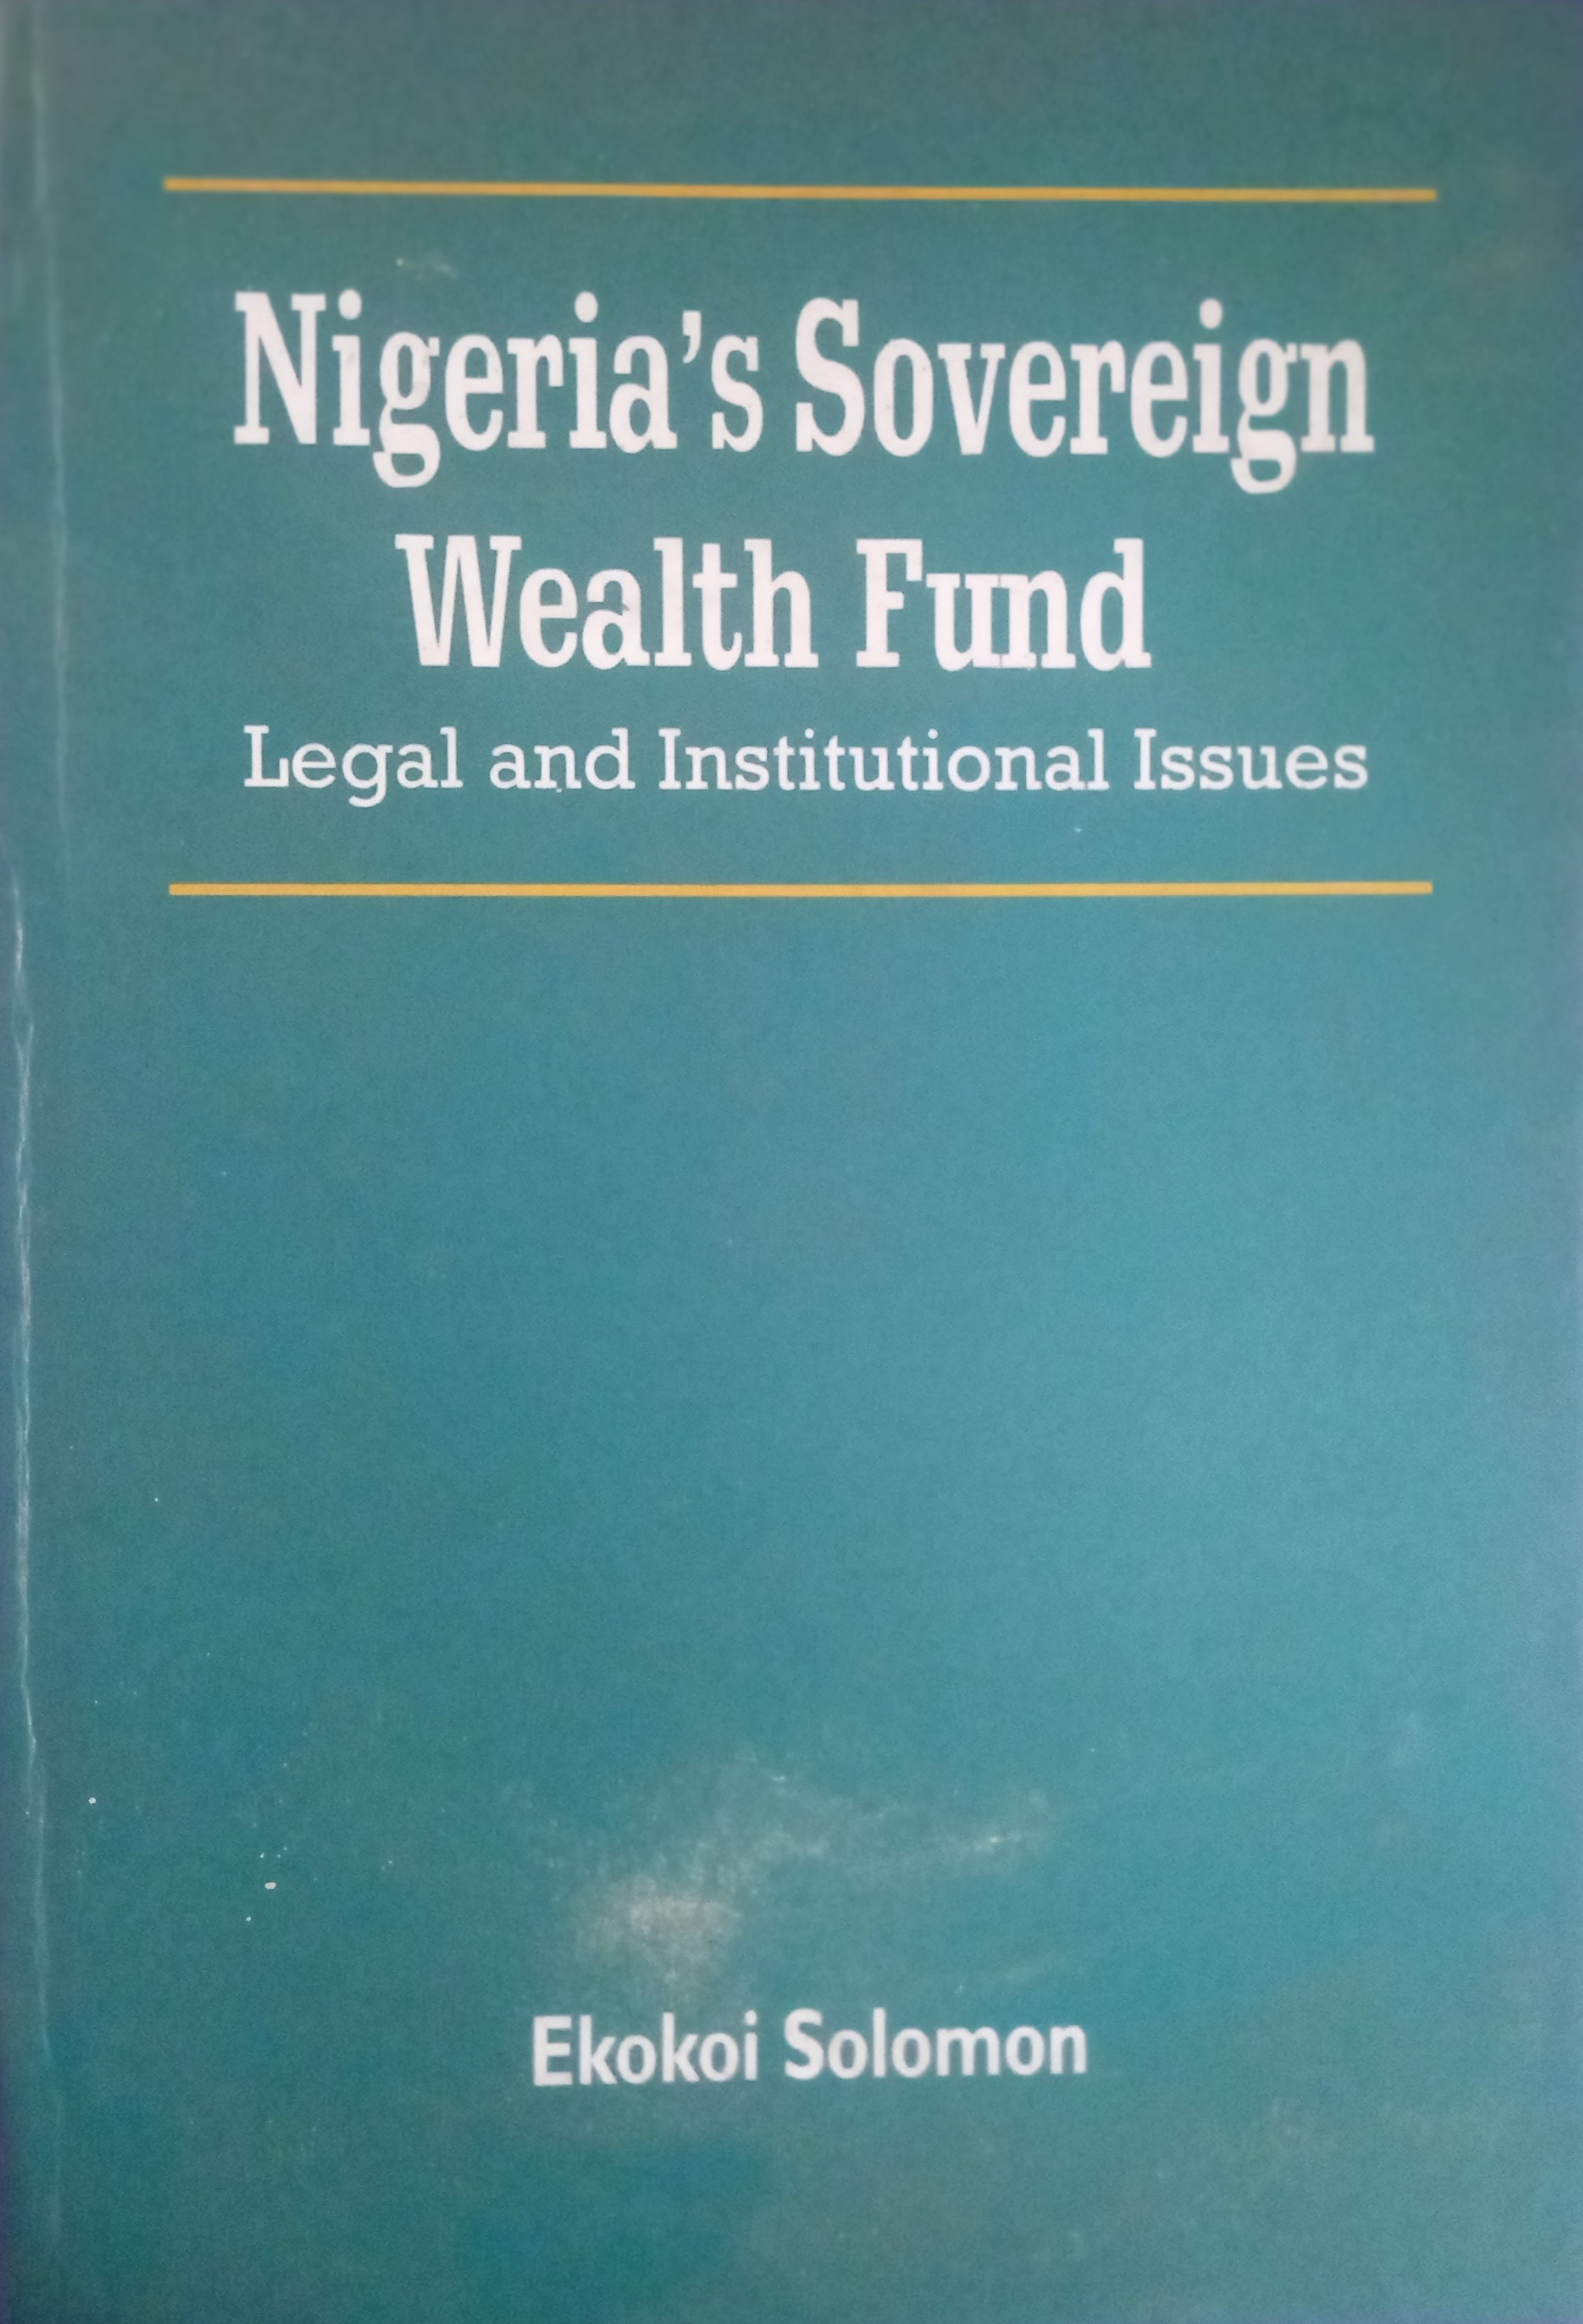 Nigeria’s Sovereign
Wealth Fund
Legal and Institutional Issues
Ekokoi Solomon